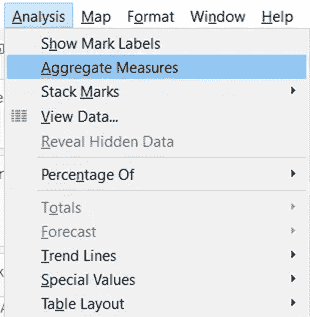 Analysis Map Format Window Help
Show Mark Labels
Aggregate Measures
Stack Marks
View Data...
Reveal Hidden Data
Percentage Of
Totals
Forecast
Trend Lines
Special Values
Table Layout